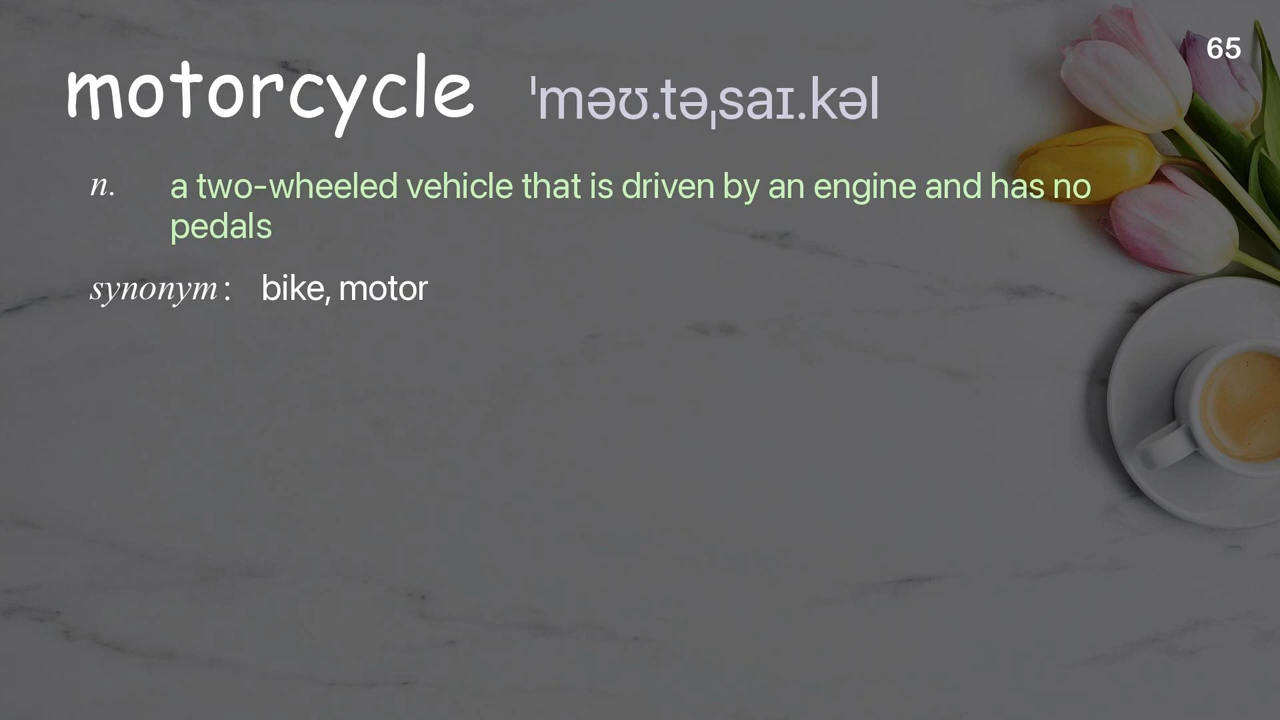 65
motorcycle ˈməʊ.təˌsaɪ.kəl
n. a two-wheeled vehicle that is driven by an engine and has no
pedals
synonym: bike, motor